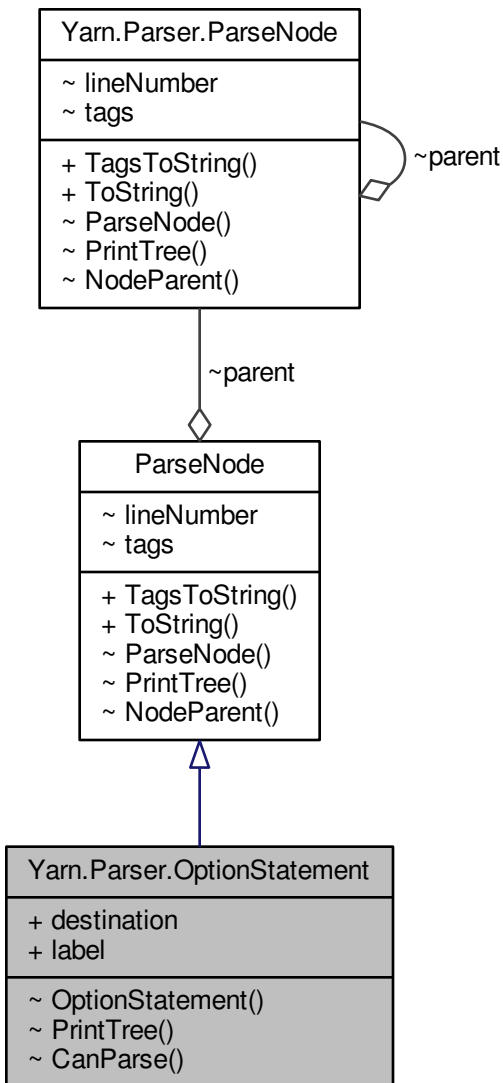 Yarn.Parser.ParseNode
~ lineNumber
~ tags
+ TagsToString()
+ ToString()
~ ParseNode()
~ PrintTree()
~ NodeParent()
~parent
~parent
ParseNode
~ lineNumber
~ tags
+ TagsToString()
+ ToString()
~ ParseNode()
~ PrintTree()
~ NodeParent()
Yarn.Parser.OptionStatement
+ destination
+ label
~ OptionStatement()
~ PrintTree()
~ CanParse()